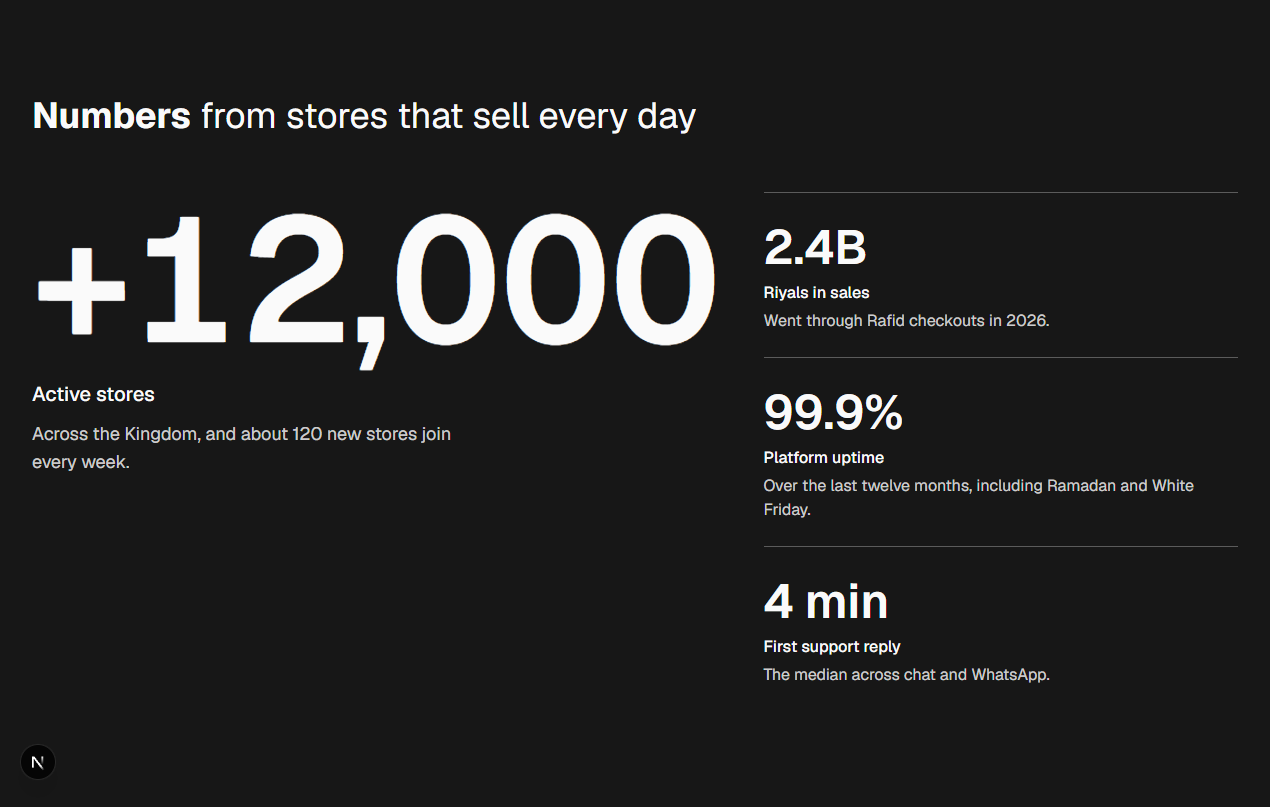 Numbers from stores that sell every day
+12,000
Active stores
Across the Kingdom, and about 120 new stores join
every week.
2.4B
Riyals in sales
Went through Rafid checkouts in 2026.
99.9%
Platform uptime
Over the last twelve months, including Ramadan and White
Friday.
4 min
First support reply
The median across chat and WhatsApp.
N